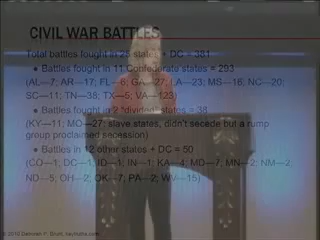 CIVIL WAR BATTLES
Total battles fought in 25 states + DC = 381
• Battles fought in 11 Confederate states = 293
(AL—7; AR—17; FL—6; GA—27; LA—23; MS—16; NC—20;
SC—11; TN—38; TX—5; VA—123)
• Battles fought in 2 "divided" states = 38
(KY—11; MO—27: slave states, didn't secede but a rump
group proclaimed secession)
• Battles in 12 other states + DC = 50
(CO—1; DC—1; ID—1; IN—1; KA—4; MD—7; MN—2; NM—2;
ND—5; OH—2; OK—7; PA—2; WV—15)
© 2010 Deborah